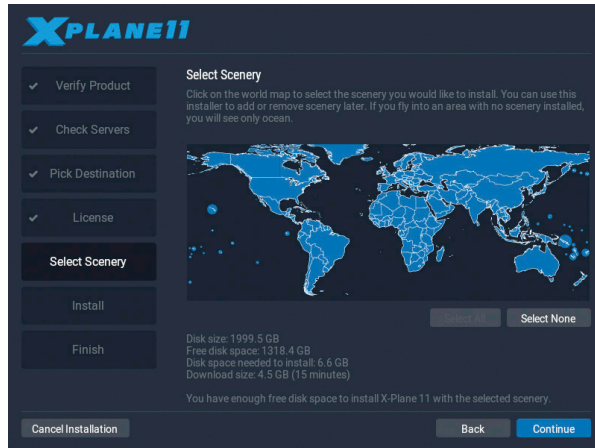 XPLANE11
Verify Product
Check Servers
Pick Destination
License
Select Scenery
Install
Finish
Select Scenery
Click on the world map to select the scenery you would like to install. You can use this
installer to add or remove scenery later. If you fly into an area with no scenery installed,
you will see only ocean.
Select All
Select None
Disk size: 1999.5 GB
Free disk space: 1318.4 GB
Disk space needed to install: 6.6 GB
Download size: 4.5 GB (15 minutes)
You have enough free disk space to install X-Plane 11 with the selected scenery.
Cancel Installation
Back
Continue